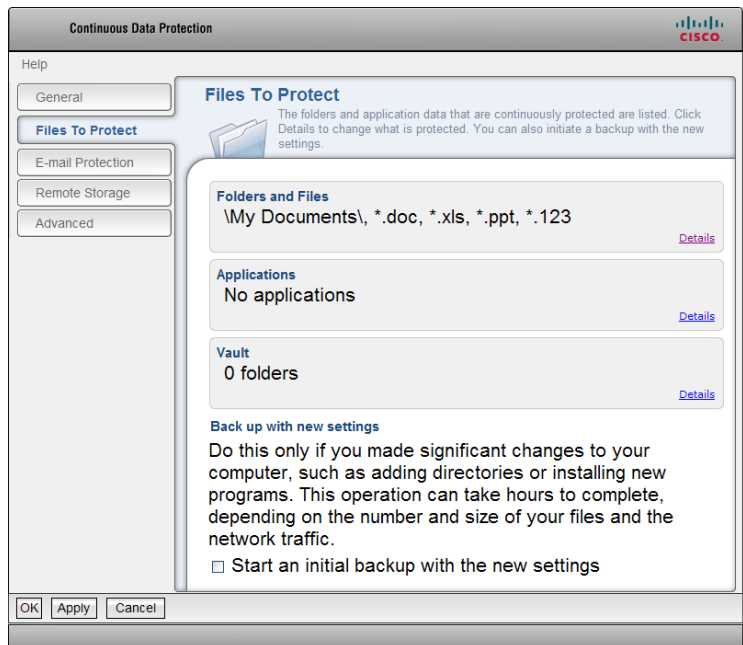 Continuous Data Protection
CISCO
Help
General
Files To Protect
E-mail Protection
Remote Storage
Advanced
Files To Protect
The folders and application data that are continuously protected are listed. Click
Details to change what is protected. You can also initiate a backup with the new
settings.
Folders and Files
\My Documents\, *.doc, *.xls, *.ppt, *.123
Details
Applications
No applications
Details
Vault
0 folders
Details
Back up with new settings
Do this only if you made significant changes to your
computer, such as adding directories or installing new
programs. This operation can take hours to complete,
depending on the number and size of your files and the
network traffic.
Start an initial backup with the new settings
OK
Apply
Cancel